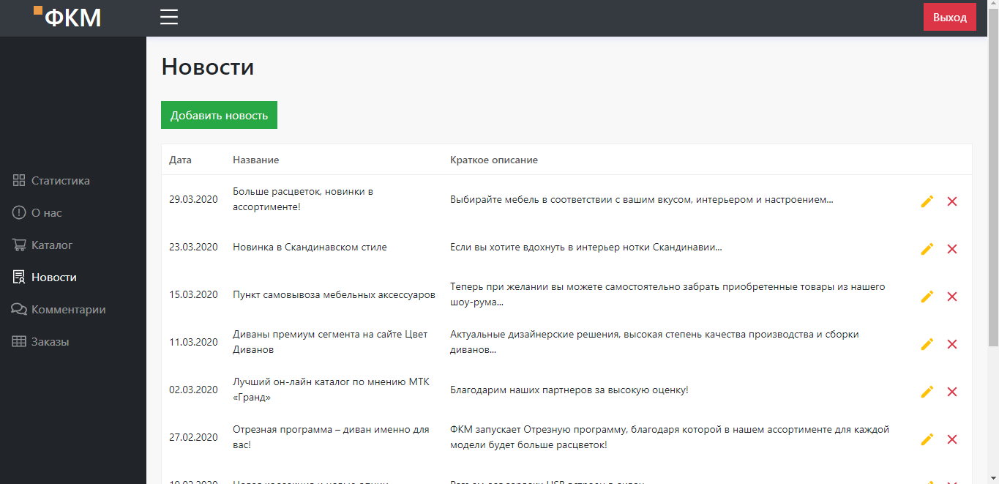 ФКМ
Выход
Статистика
О нас
Каталог
Новости
Комментарии
Заказы
Новости
Добавить новость
Дата Название Краткое описание
29.03.2020 Больше расцветок, новинки в Выбирайте мебель в соответствии с вашим вкусом, интерьером и настроением...
ассортименте!
23.03.2020 Новинка в Скандинавском стиле Если вы хотите вдохнуть в интерьер нотки Скандинавии...
15.03.2020 Пункт самовывоза мебельных аксессуаров Теперь при желании вы можете самостоятельно забрать приобретенные товары из нашего
шоу-рума...
11.03.2020 Диваны премиум сегмента на сайте Цвет Актуальные дизайнерские решения, высокая степень качества производства и сборки
Диванов диванов...
02.03.2020 Лучший он-лайн каталог по мнению МТК Благодарим наших партнеров за высокую оценку!
«Гранд»
27.02.2020 Отрезная программа – диван именно для ФКМ запускает Отрезную программу, благодаря которой в нашем ассортименте для каждой
вас! модели будет больше расцветок!